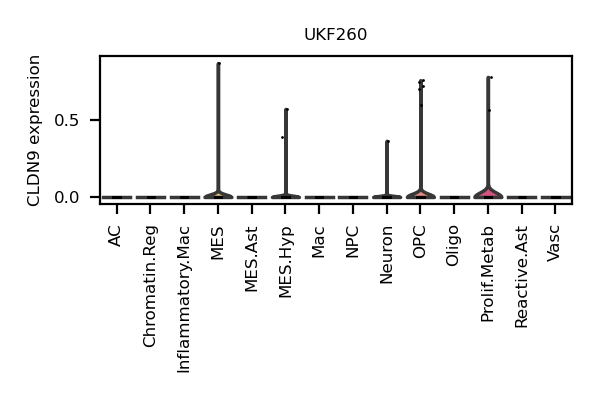 UKF260
CLDN9 expression
0.5
0.0
AC
Chromatin.Reg
Inflammatory.Mac
MES
MES.Ast
MES.Hyp
Mac
NPC
Neuron
OPC
Oligo
Prolif.Metab
Reactive.Ast
Vasc